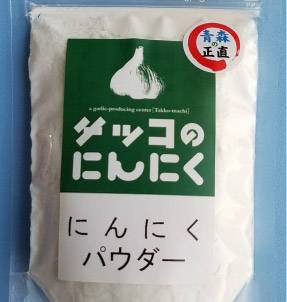 青森
の
正直
a garlic-producing center [Takko-machi]
タッコの
にんにく
にんにく
パウダー